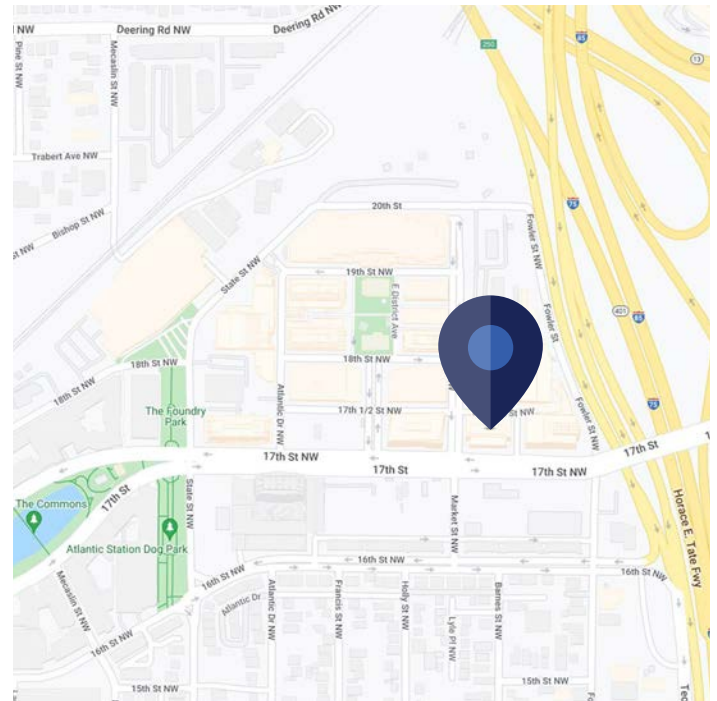 NW
Deering Rd NW
Deering Rd NW
85
250
13
Pine St NW
Mecaslin St NW
Trabert Ave NW
Bishop St NW
St NW
75
20th St
Fowler St NW
19th St NW
State St NW
E District Ave
Fowler St
401
85
18th St NW
18th St NW
18th St NW
Atlantic Dr NW
17th 1/2 St NW
St NW
Fowler St NW
75
The Foundry
Park
17th St
17th St NW
17th St
17th St NW
1
17th St
State St NW
The Commons
Market St NW
Horace E. Tate Fwy
Atlantic Station Dog Park
16th St NW
16th St NW
16th St NW
Mecaslin St NW
Atlantic Dr
Atlantic Dr NW
Francis St NW
Holly St NW
Lyle Pl NW
Barnes St NW
16th St NW
15th St NW
15th St NW
Fo
Tec